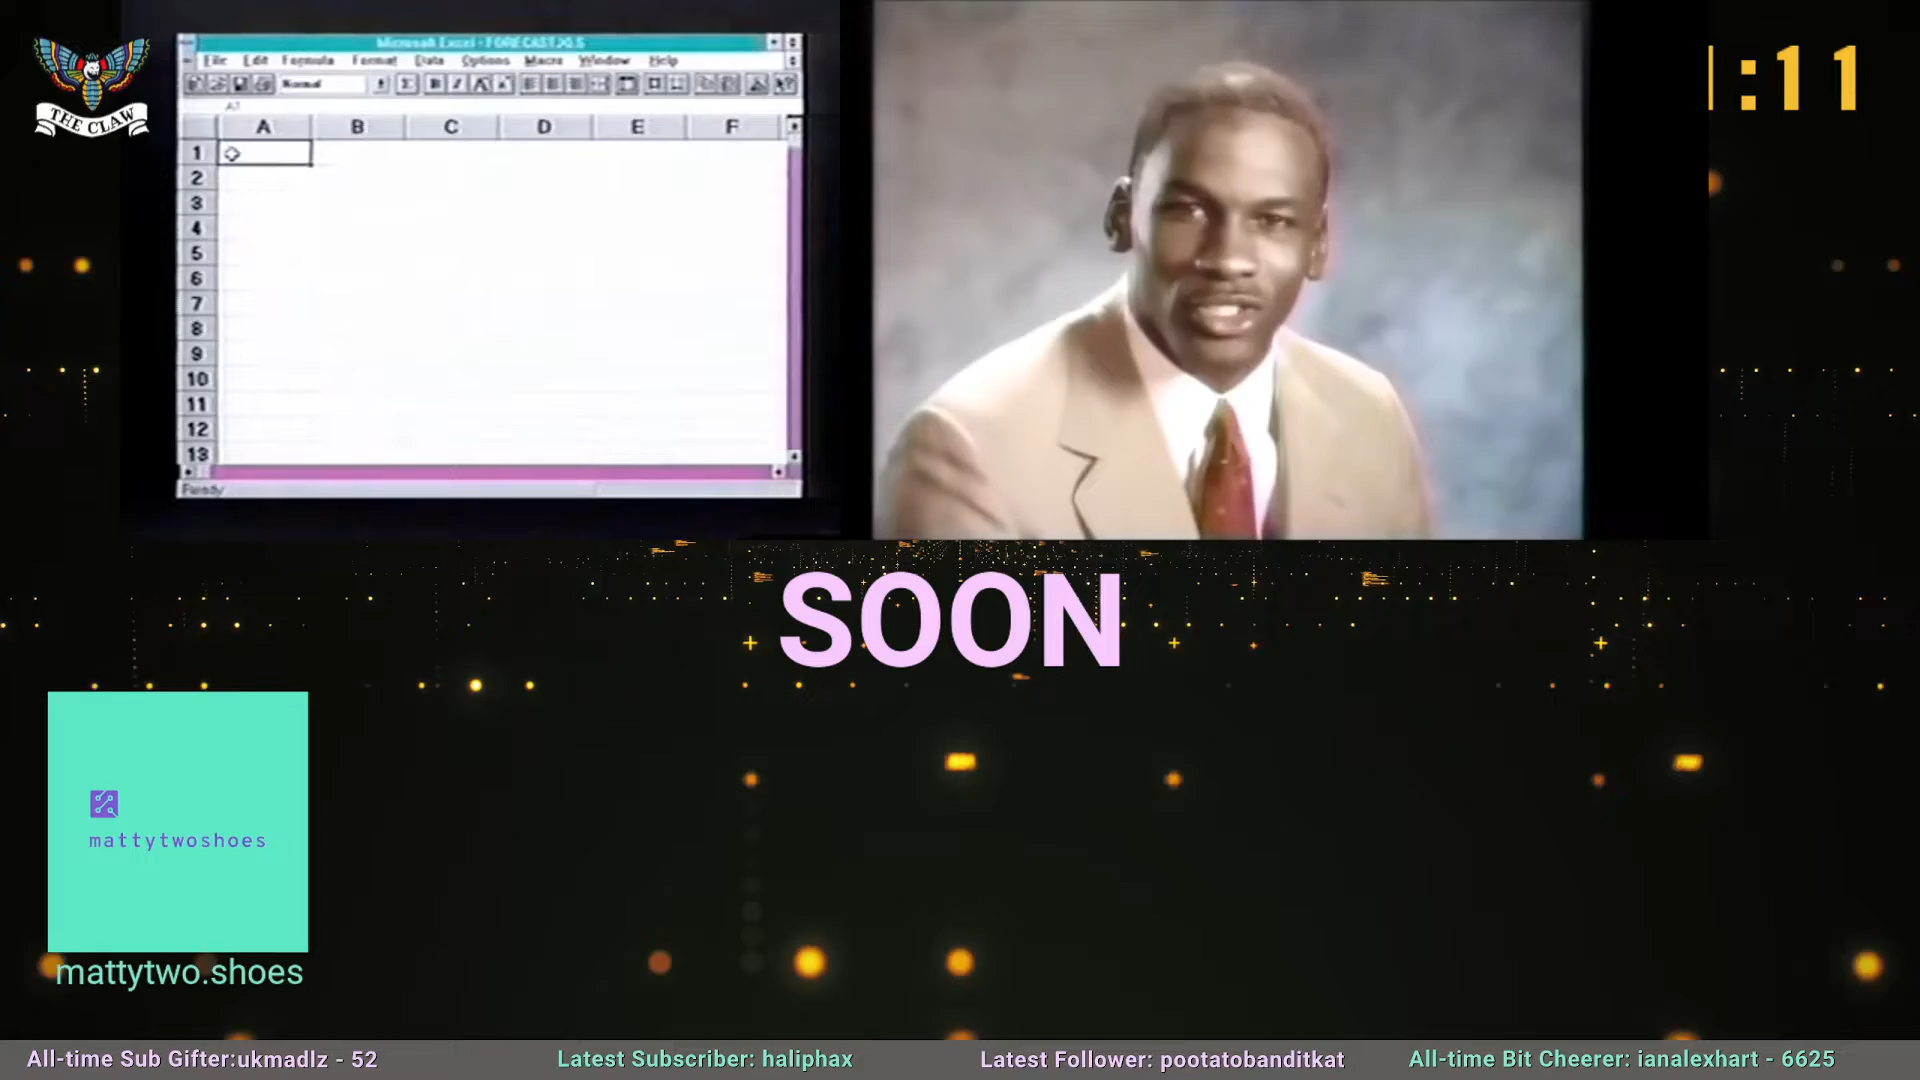 THE CLAW
Microsoft Excel - FORECAST.XLS
File Edit Formula Format Data Options Macro Window Help
Normal
A1
A B C D E F
1
2
3
4
5
6
7
8
9
10
11
12
13
Ready
:11
SOON
mattytwoshoes
mattytwo.shoes
All-time Sub Gifter:ukmadlz - 52
Latest Subscriber: haliphax
Latest Follower: pootatobanditkat
All-time Bit Cheerer: ianalexhart - 6625